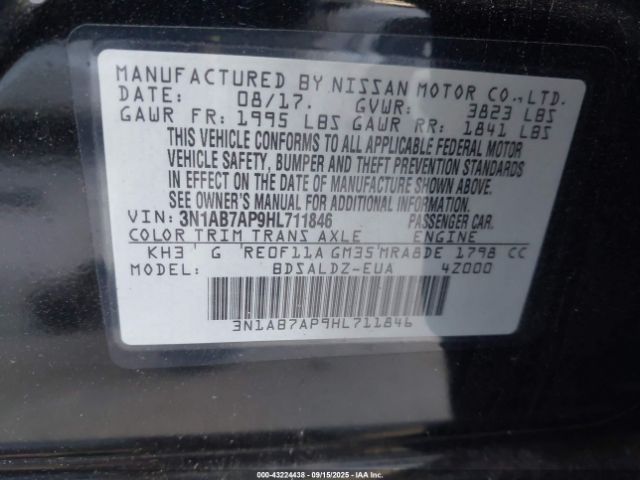 MANUFACTURED BY NISSAN MOTOR CO.,LTD.
DATE: 08/17. GVWR: 3823 LBS
GAWR FR: 1995 LBS GAWR RR: 1841 LBS
THIS VEHICLE CONFORMS TO ALL APPLICABLE FEDERAL MOTOR
VEHICLE SAFETY, BUMPER AND THEFT PREVENTION STANDARDS
IN EFFECT ON THE DATE OF MANUFACTURE SHOWN ABOVE.
SEE OWNER'S MANUAL FOR ADDITIONAL INFORMATION.
VIN: 3N1AB7AP9HL711846 PASSENGER CAR.
COLOR TRIM TRANS AXLE ENGINE
KH3 G RE0F11A GM35 MRA8DE 1798 CC
MODEL: BDSALDZ-EUA 4Z000
3N1AB7AP9HL711846
© 43224438 - 09/15/2025 - IAA Inc.